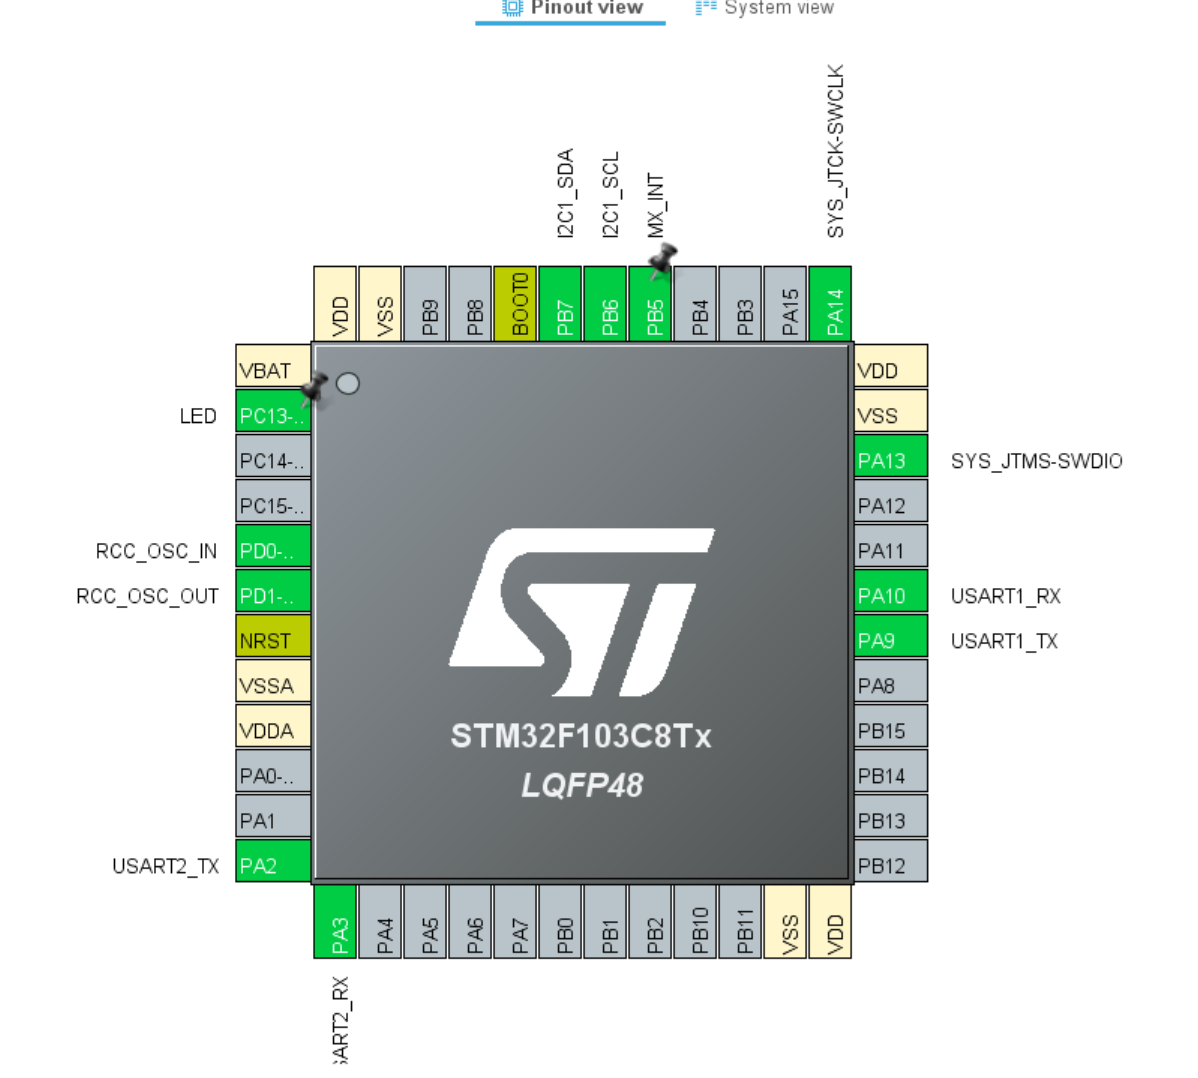 Pinout view
System view
I2C1_SDA
I2C1_SCL
MX_INT
SYS_JTCK-SWCLK
VDD
VSS
PB9
PB8
BOOT0
PB7
PB6
PB5
PB4
PB3
PA15
PA14
LED
RCC_OSC_IN
RCC_OSC_OUT
USART2_TX
VBAT
PC13-..
PC14-..
PC15-..
PD0-..
PD1-..
NRST
VSSA
VDDA
PA0-..
PA1
PA2
ST
STM32F103C8Tx
LQFP48
VDD
VSS
PA13
PA12
PA11
PA10
PA9
PA8
PB15
PB14
PB13
PB12
SYS_JTMS-SWDIO
USART1_RX
USART1_TX
PA3
PA4
PA5
PA6
PA7
PB0
PB1
PB2
PB10
PB11
VSS
VDD
SART2_RX